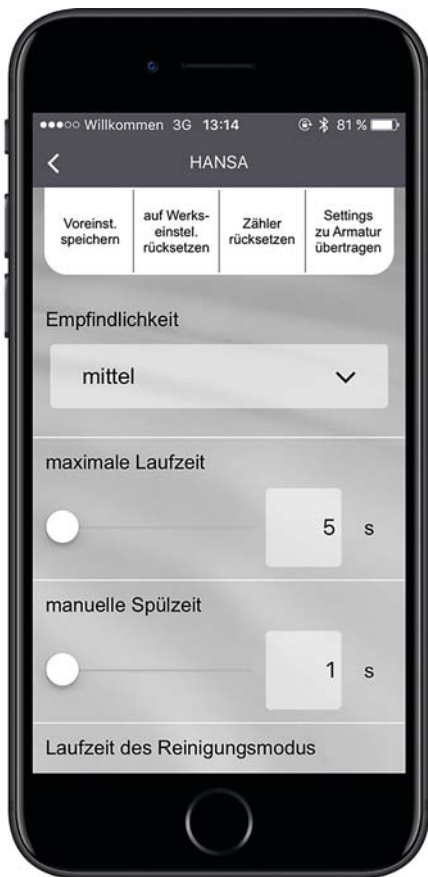 ●●●○○ Willkommen 3G 13:14 81 %
HANSA
Voreinst.
speichern
auf Werks-
einstel.
rücksetzen
Zähler
rücksetzen
Settings
zu Armatur
übertragen
Empfindlichkeit
mittel
maximale Laufzeit
5 s
manuelle Spülzeit
1 s
Laufzeit des Reinigungsmodus